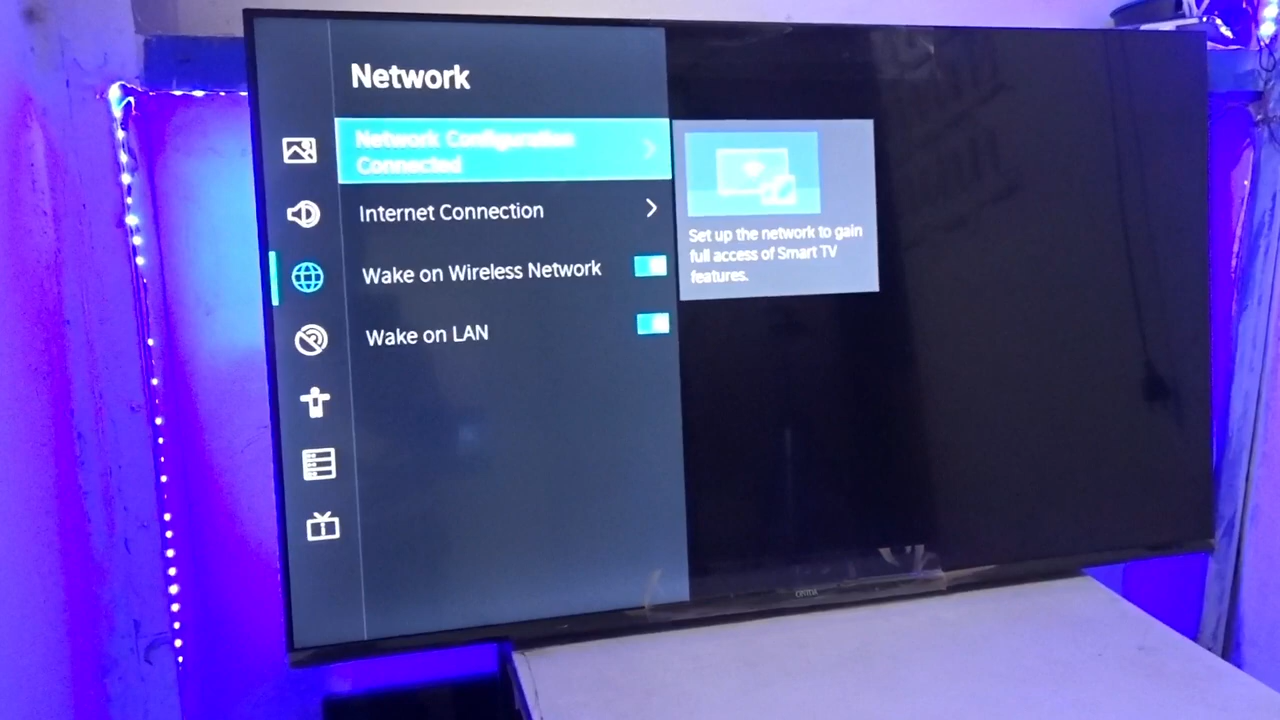 Network
Network Configuration
Connected
Internet Connection
Wake on Wireless Network
Wake on LAN
Set up the network to gain
full access of Smart TV
features.
ONIDA